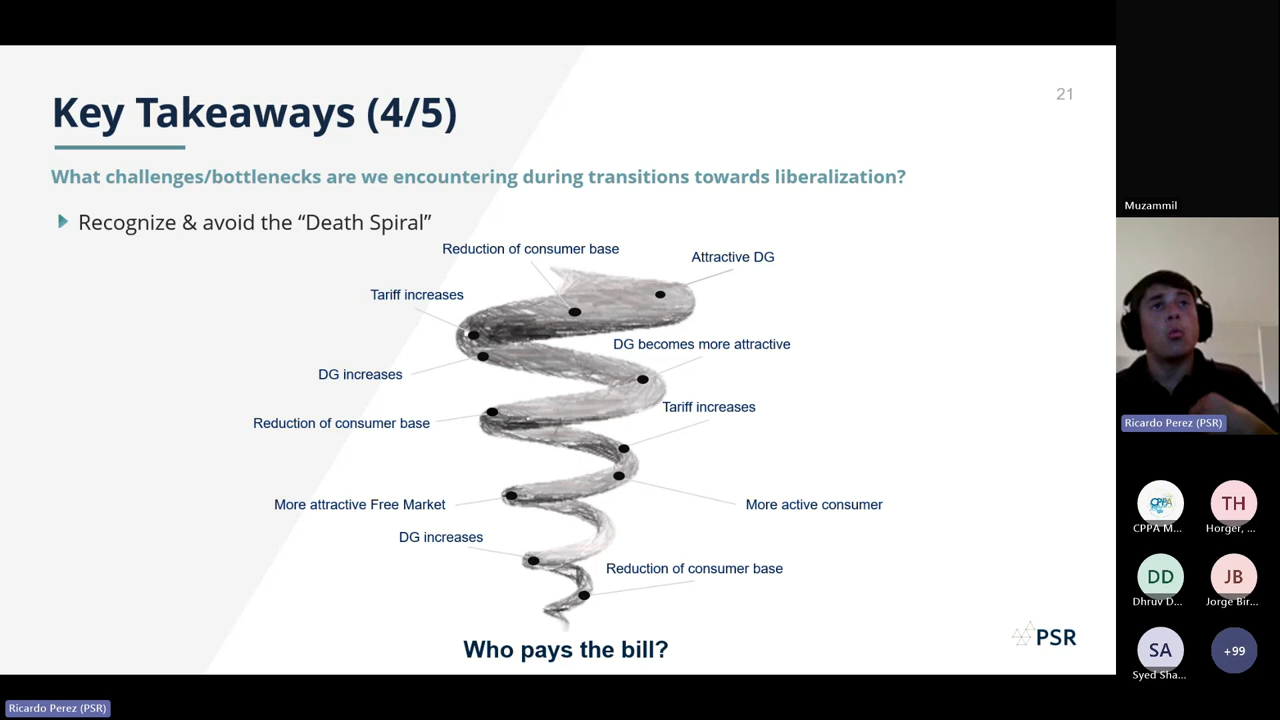 21
Key Takeaways (4/5)
What challenges/bottlenecks are we encountering during transitions towards liberalization?
Recognize & avoid the “Death Spiral”
Reduction of consumer base
Attractive DG
Tariff increases
DG becomes more attractive
DG increases
Tariff increases
Reduction of consumer base
More attractive Free Market
More active consumer
DG increases
Reduction of consumer base
Who pays the bill?
PSR
Muzammil
Ricardo Perez (PSR)
CPPA
CPPA M...
TH
Horger, ...
DD
Dhruv D...
JB
Jorge Bir...
SA
Syed Sha...
+99
Ricardo Perez (PSR)